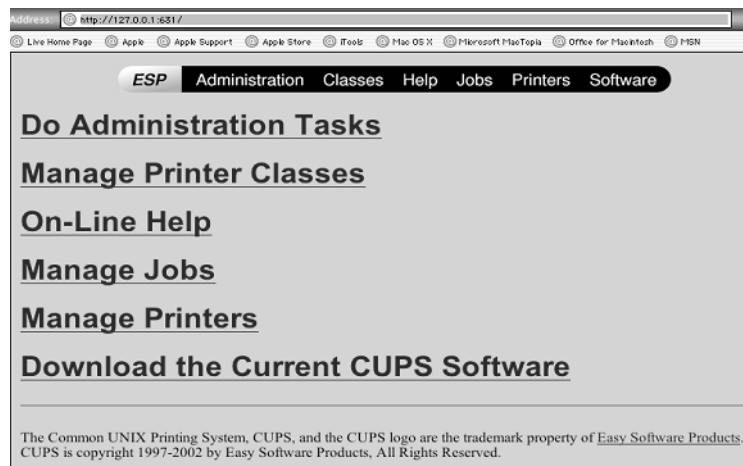 Address: http://127.0.0.1:631/
Live Home Page Apple Apple Support Apple Store iTools Mac OS X Microsoft MacTopia Office for Macintosh MSN
ESP Administration Classes Help Jobs Printers Software
Do Administration Tasks
Manage Printer Classes
On-Line Help
Manage Jobs
Manage Printers
Download the Current CUPS Software
The Common UNIX Printing System, CUPS, and the CUPS logo are the trademark property of Easy Software Products.
CUPS is copyright 1997-2002 by Easy Software Products, All Rights Reserved.